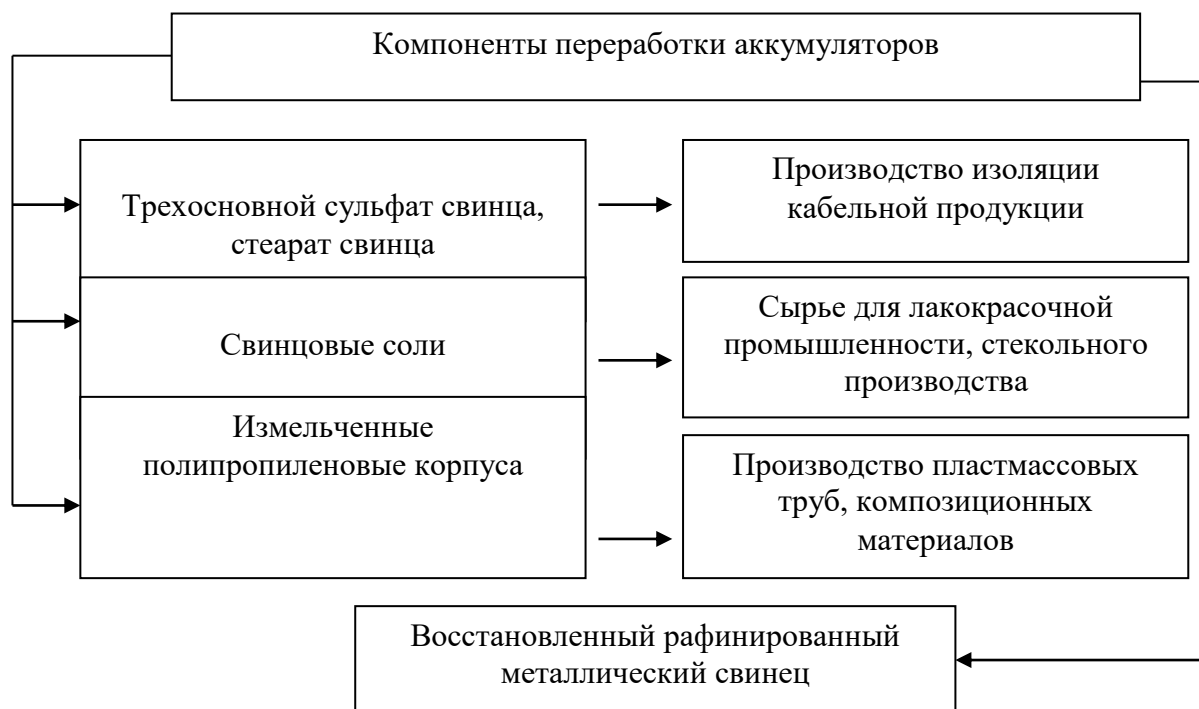 Компоненты переработки аккумуляторов
Трехосновной сульфат свинца,
стеарат свинца
Производство изоляции
кабельной продукции
Свинцовые соли
Сырье для лакокрасочной
промышленности, стекольного
производства
Измельченные
полипропиленовые корпуса
Производство пластмассовых
труб, композиционных
материалов
Восстановленный рафинированный
металлический свинец